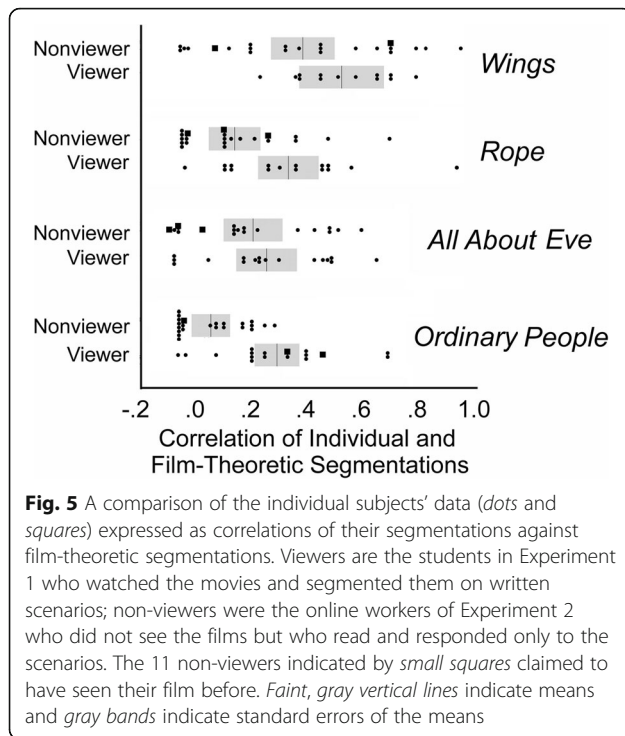 Nonviewer
Viewer
Wings
Nonviewer
Viewer
Rope
Nonviewer
Viewer
All About Eve
Nonviewer
Viewer
Ordinary People
-.2 .0 .2 .4 .6 .8 1.0
Correlation of Individual and
Film-Theoretic Segmentations
Fig. 5 A comparison of the individual subjects' data (dots and
squares) expressed as correlations of their segmentations against
film-theoretic segmentations. Viewers are the students in Experiment
1 who watched the movies and segmented them on written
scenarios; non-viewers were the online workers of Experiment 2
who did not see the films but who read and responded only to the
scenarios. The 11 non-viewers indicated by small squares claimed to
have seen their film before. Faint, gray vertical lines indicate means
and gray bands indicate standard errors of the means